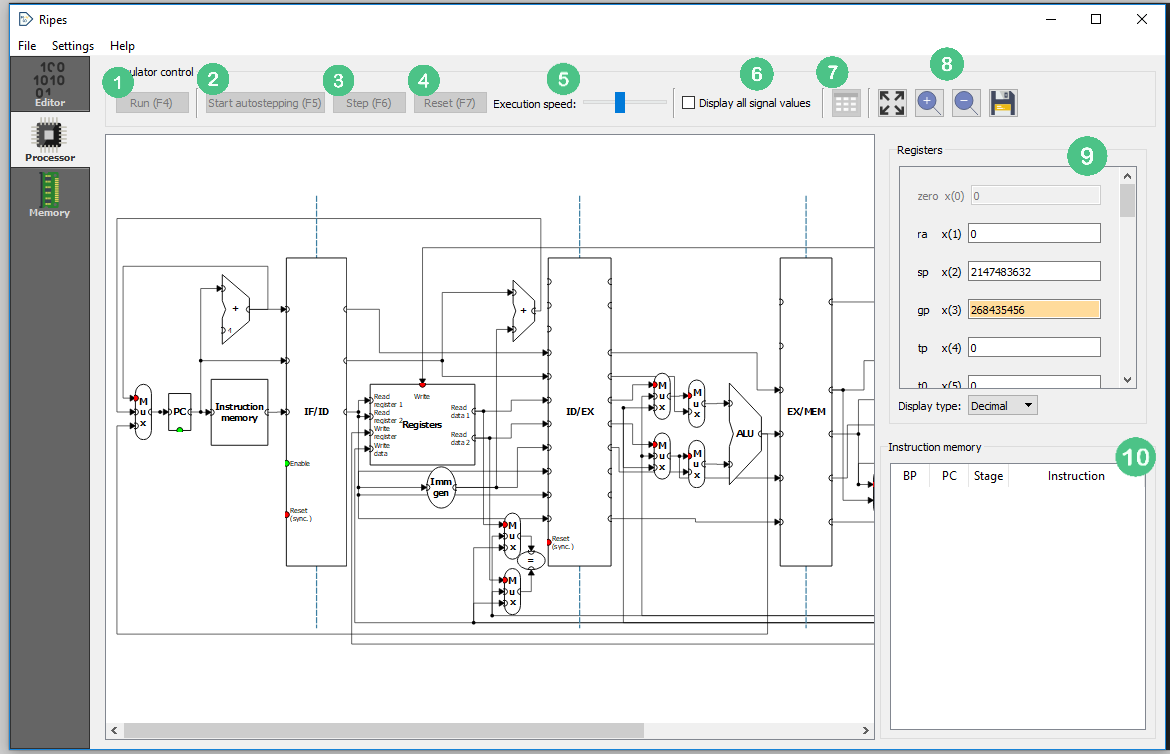 Ripes
File Settings Help
1 2 3 4 5 6 7 8
ulator control
Run (F4) Start autostepping (F5) Step (F6) Reset (F7) Execution speed: Display all signal values
10
1010
01
Editor
Processor
Memory
Registers 9
zero x(0) 0
ra x(1) 0
sp x(2) 2147483632
gp x(3) 268435456
tp x(4) 0
t0 x(5) 0
Display type: Decimal
Instruction memory 10
BP PC Stage Instruction
+
4
M
u
x
PC
Instruction
memory
IF/ID
Enable
Reset
(sync.)
Write
Read
register 1
Read
register 2
Write
register
Write
data
Registers
Read
data 1
Read
data 2
Imm
gen
+
M
u
x
M
u
x
=
ID/EX
Reset
(sync.)
M
u
x
M
u
x
M
u
x
M
u
x
ALU
EX/MEM